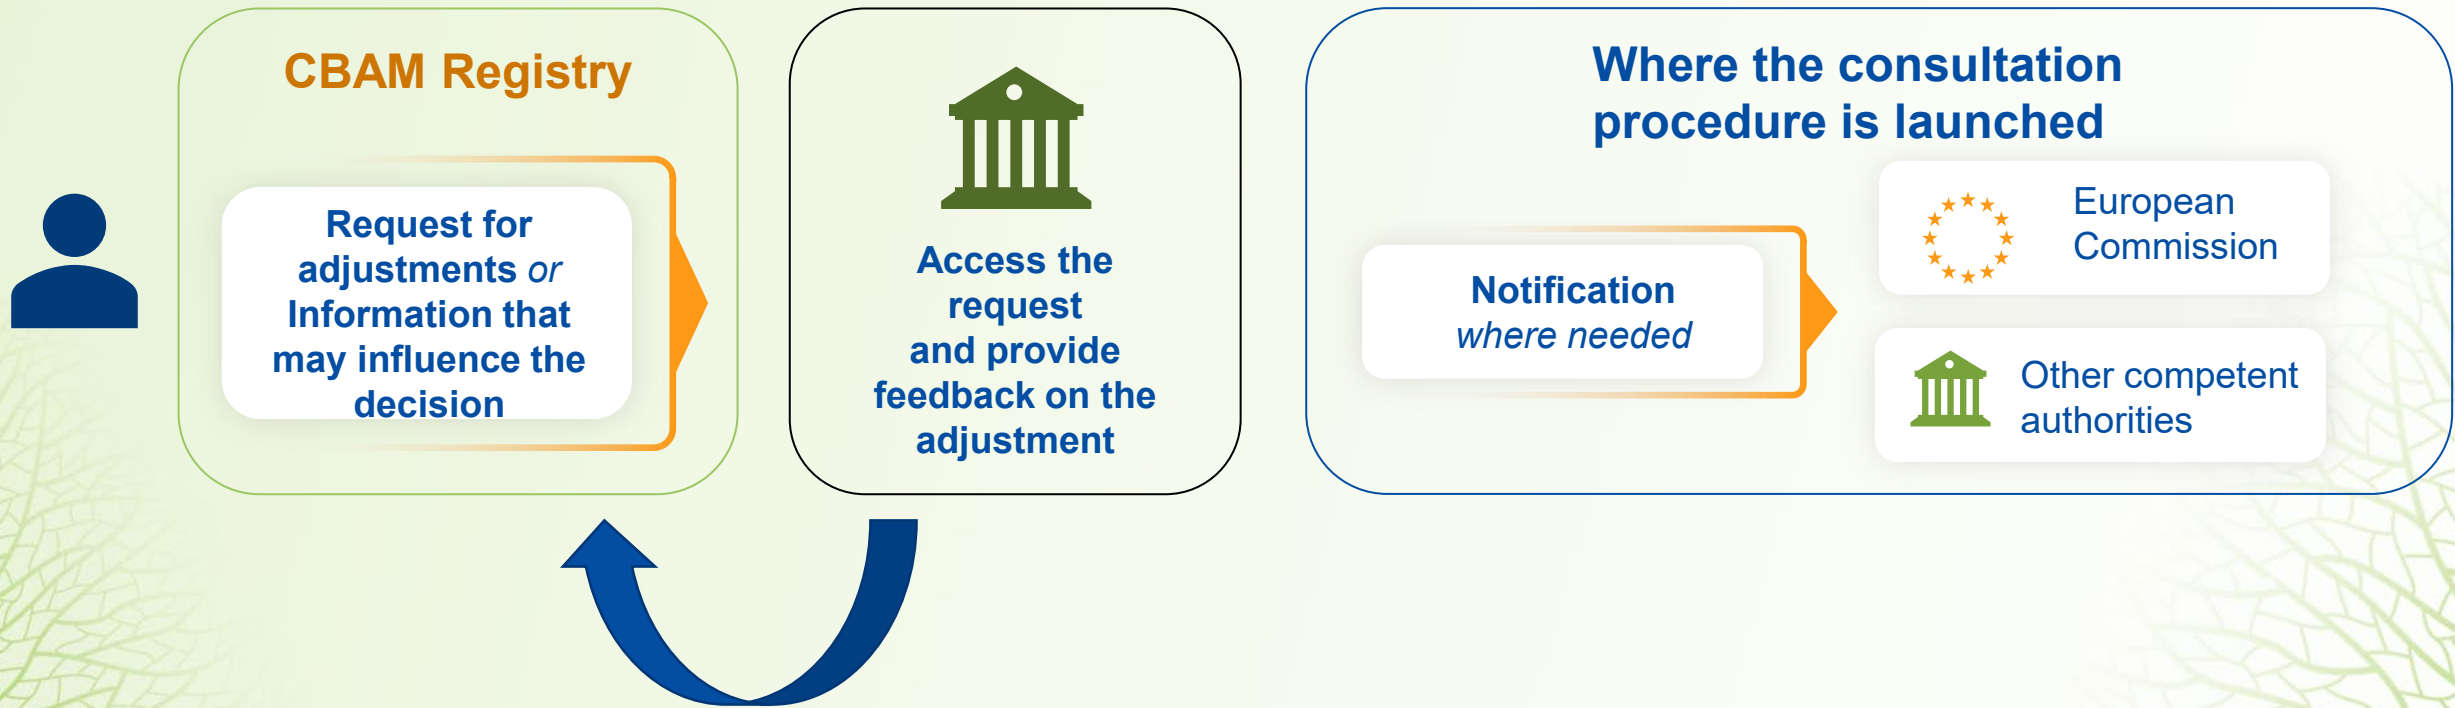 CBAM Registry
Request for
adjustments or
Information that
may influence the
decision
Access the
request
and provide
feedback on the
adjustment
Where the consultation
procedure is launched
Notification
where needed
European
Commission
Other competent
authorities